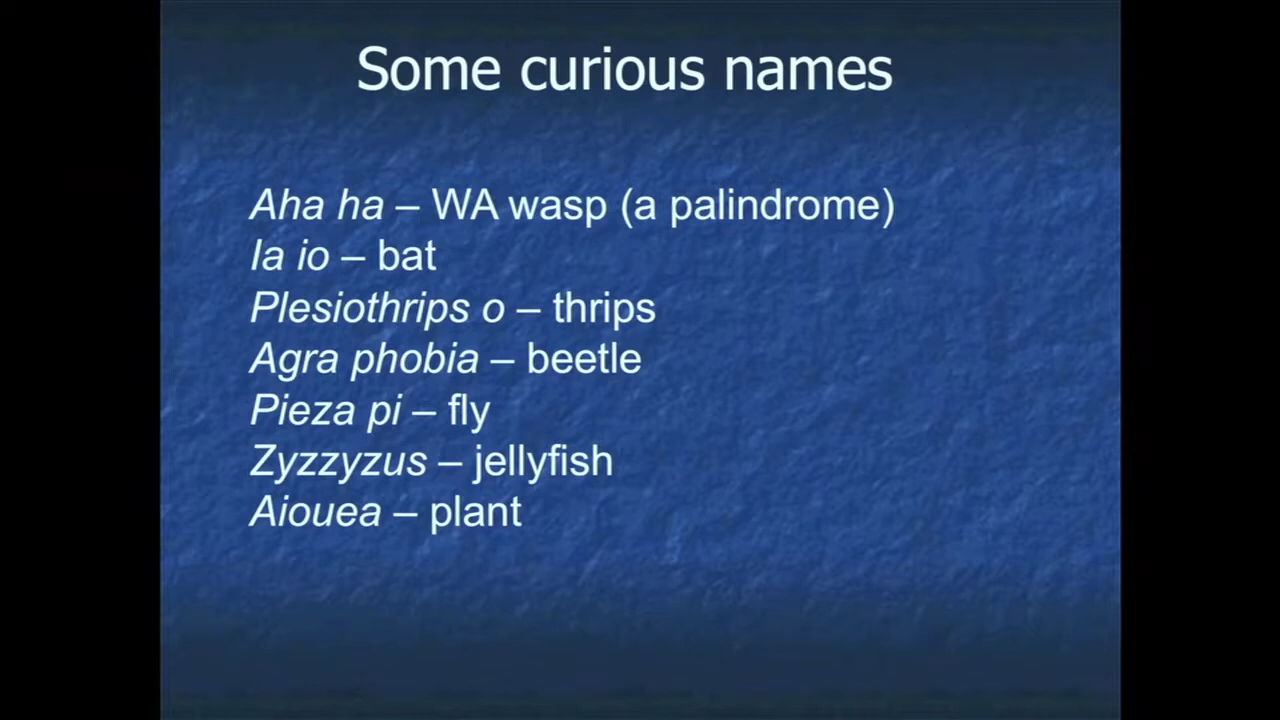 Some curious names
Aha ha – WA wasp (a palindrome)
Ia io – bat
Plesiothrips o – thrips
Agra phobia – beetle
Pieza pi – fly
Zyzzyzus – jellyfish
Aiouea – plant